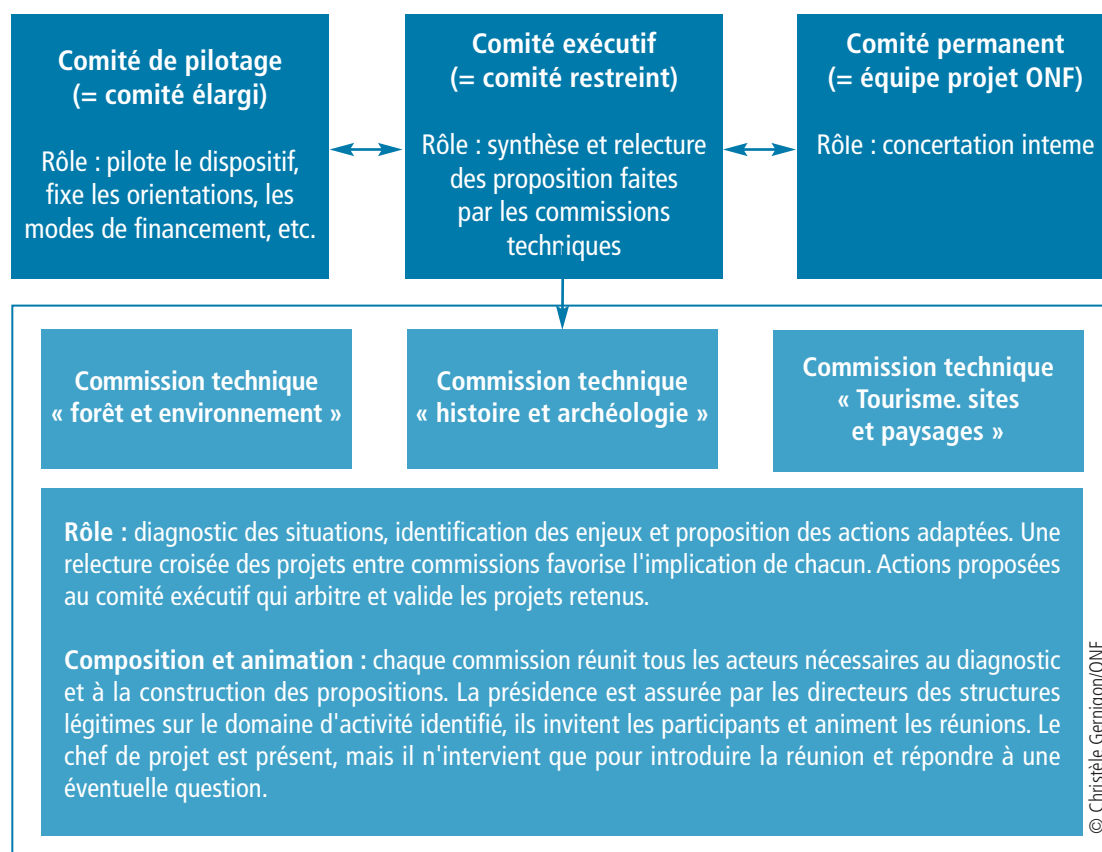 Comité de pilotage
(= comité élargi)
Rôle : pilote le dispositif,
fixe les orientations, les
modes de financement, etc.
Comité exécutif
(= comité restreint)
Rôle : synthèse et relecture
des proposition faites
par les commissions
techniques
Comité permanent
(= équipe projet ONF)
Rôle : concertation inteme
Commission technique
« forêt et environnement »
Commission technique
« histoire et archéologie »
Commission technique
« Tourisme. sites
et paysages »
Rôle : diagnostic des situations, identification des enjeux et proposition des actions adaptées. Une
relecture croisée des projets entre commissions favorise l'implication de chacun. Actions proposées
au comité exécutif qui arbitre et valide les projets retenus.
Composition et animation : chaque commission réunit tous les acteurs nécessaires au diagnostic
et à la construction des propositions. La présidence est assurée par les directeurs des structures
légitimes sur le domaine d'activité identifié, ils invitent les participants et animent les réunions. Le
chef de projet est présent, mais il n'intervient que pour introduire la réunion et répondre à une
éventuelle question.
© Christèle Gernigon/ONF